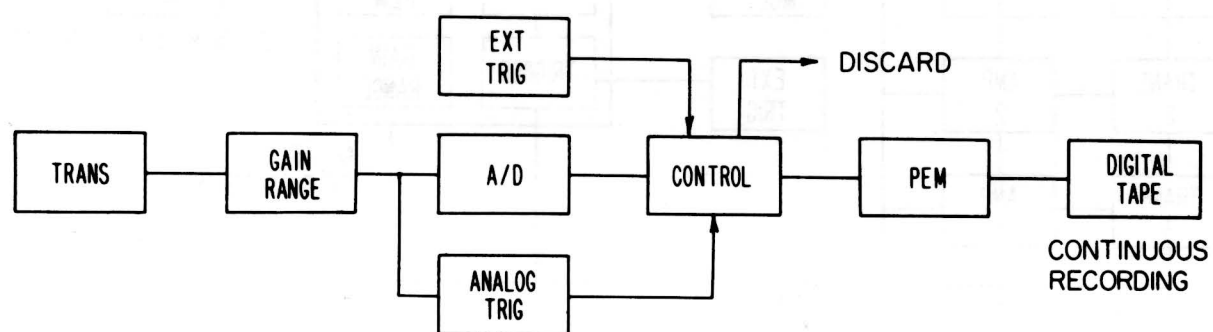 EXT
TRIG
DISCARD
TRANS
GAIN
RANGE
A/D
CONTROL
PEM
DIGITAL
TAPE
CONTINUOUS
RECORDING
ANALOG
TRIG